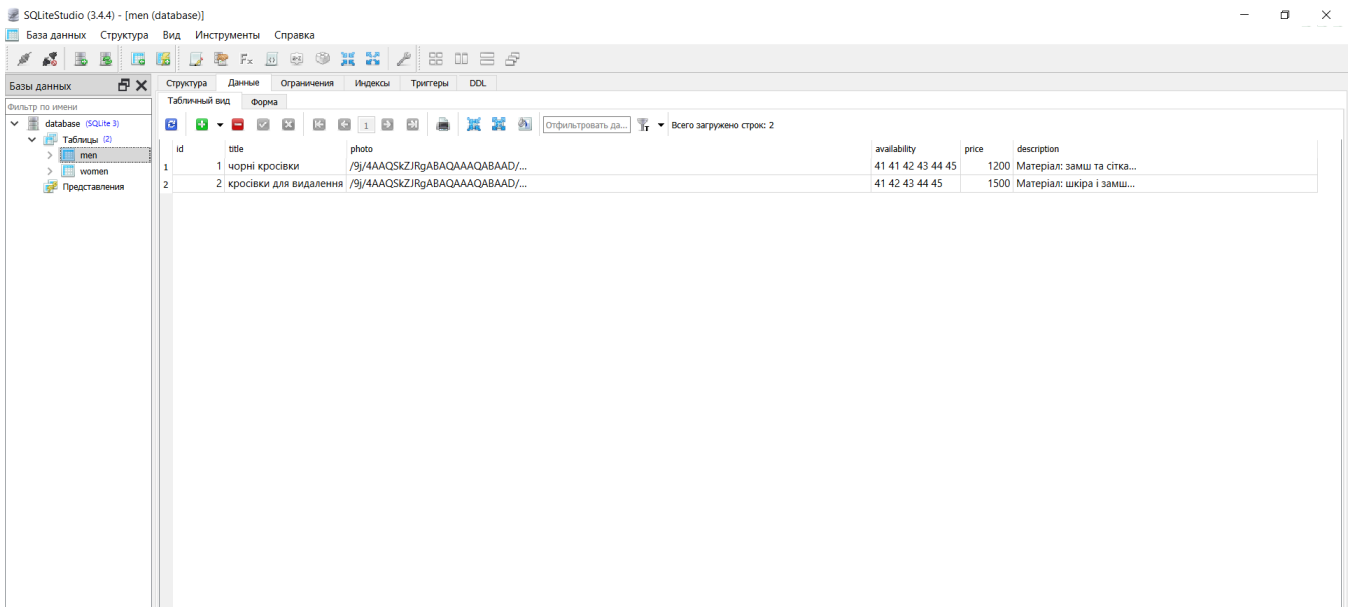 SQLiteStudio (3.4.4) - [men (database)]
База данных Структура Вид Инструменты Справка
Базы данных
Фильтр по имени
database (SQLite 3)
Таблицы (2)
men
women
Представления
Структура Данные Ограничения Индексы Триггеры DDL
Табличный вид Форма
1 Отфильтровать да... Всего загружено строк: 2
id title photo availability price description
1 1 чорні кросівки /9j/4AAQSkZJRgABAQAAAQABAAD/... 41 41 42 43 44 45 1200 Матеріал: замш та сітка...
2 2 кросівки для видалення /9j/4AAQSkZJRgABAQAAAQABAAD/... 41 42 43 44 45 1500 Матеріал: шкіра і замш...